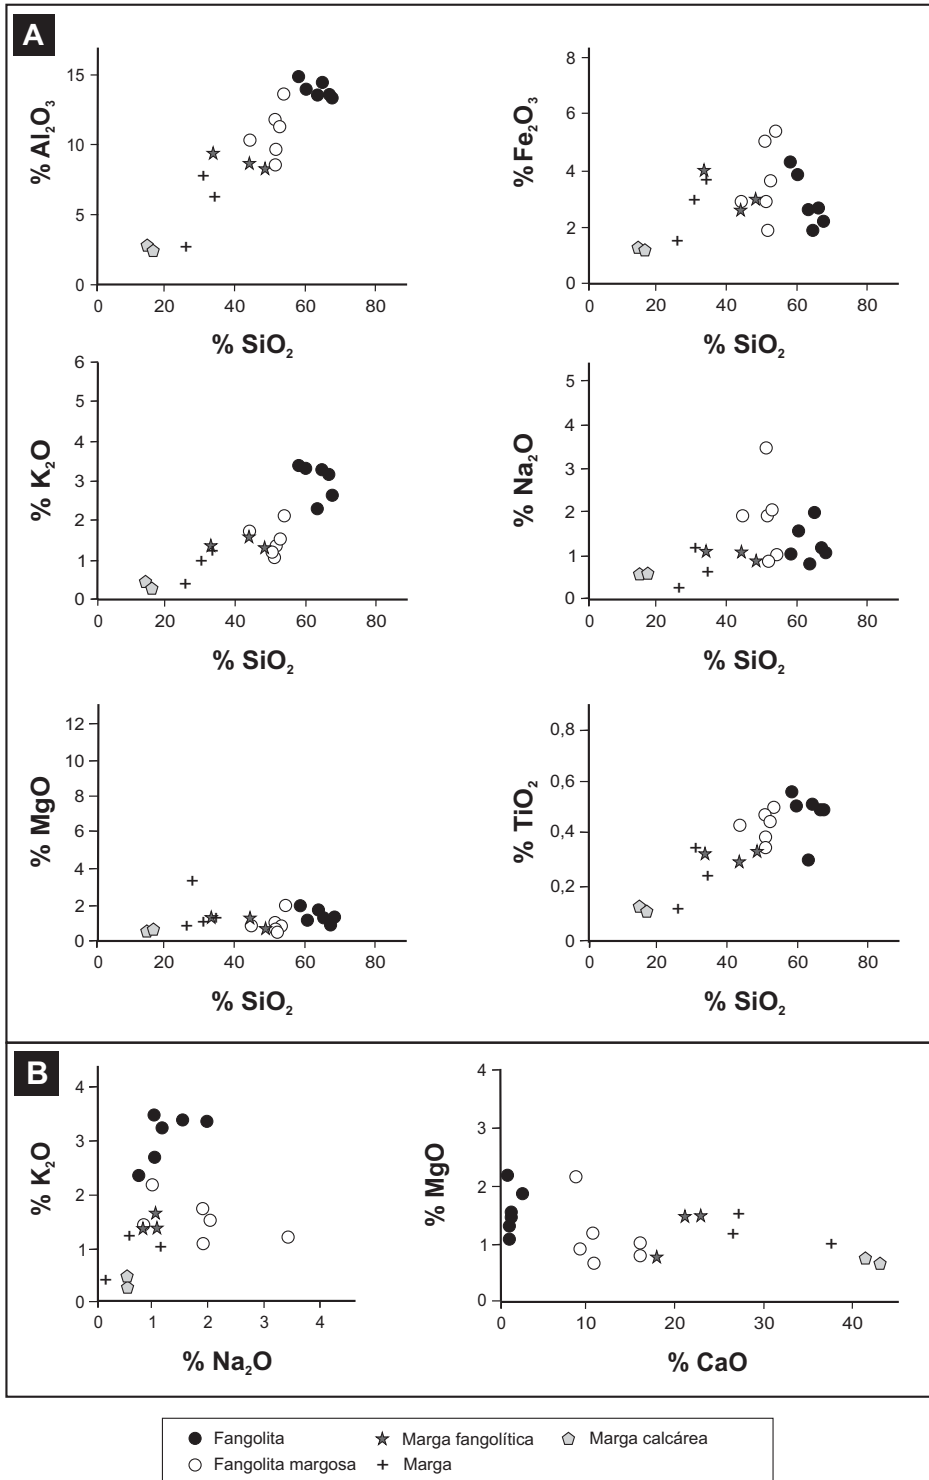 A
15
10
5
0
% Al2O3
0 20 40 60 80
% SiO2
8
6
4
2
0
% Fe2O3
0 20 40 60 80
% SiO2
6
5
4
3
2
1
0
% K2O
0 20 40 60 80
% SiO2
5
4
3
2
1
0
% Na2O
0 20 40 60 80
% SiO2
12
10
8
6
4
2
0
% MgO
0 20 40 60 80
% SiO2
0,8
0,6
0,4
0,2
0
% TiO2
0 20 40 60 80
% SiO2
B
4
3
2
1
0
% K2O
0 1 2 3 4
% Na2O
4
3
2
1
0
% MgO
0 10 20 30 40
% CaO
Fangolita Marga fangolítica Marga calcárea
Fangolita margosa Marga